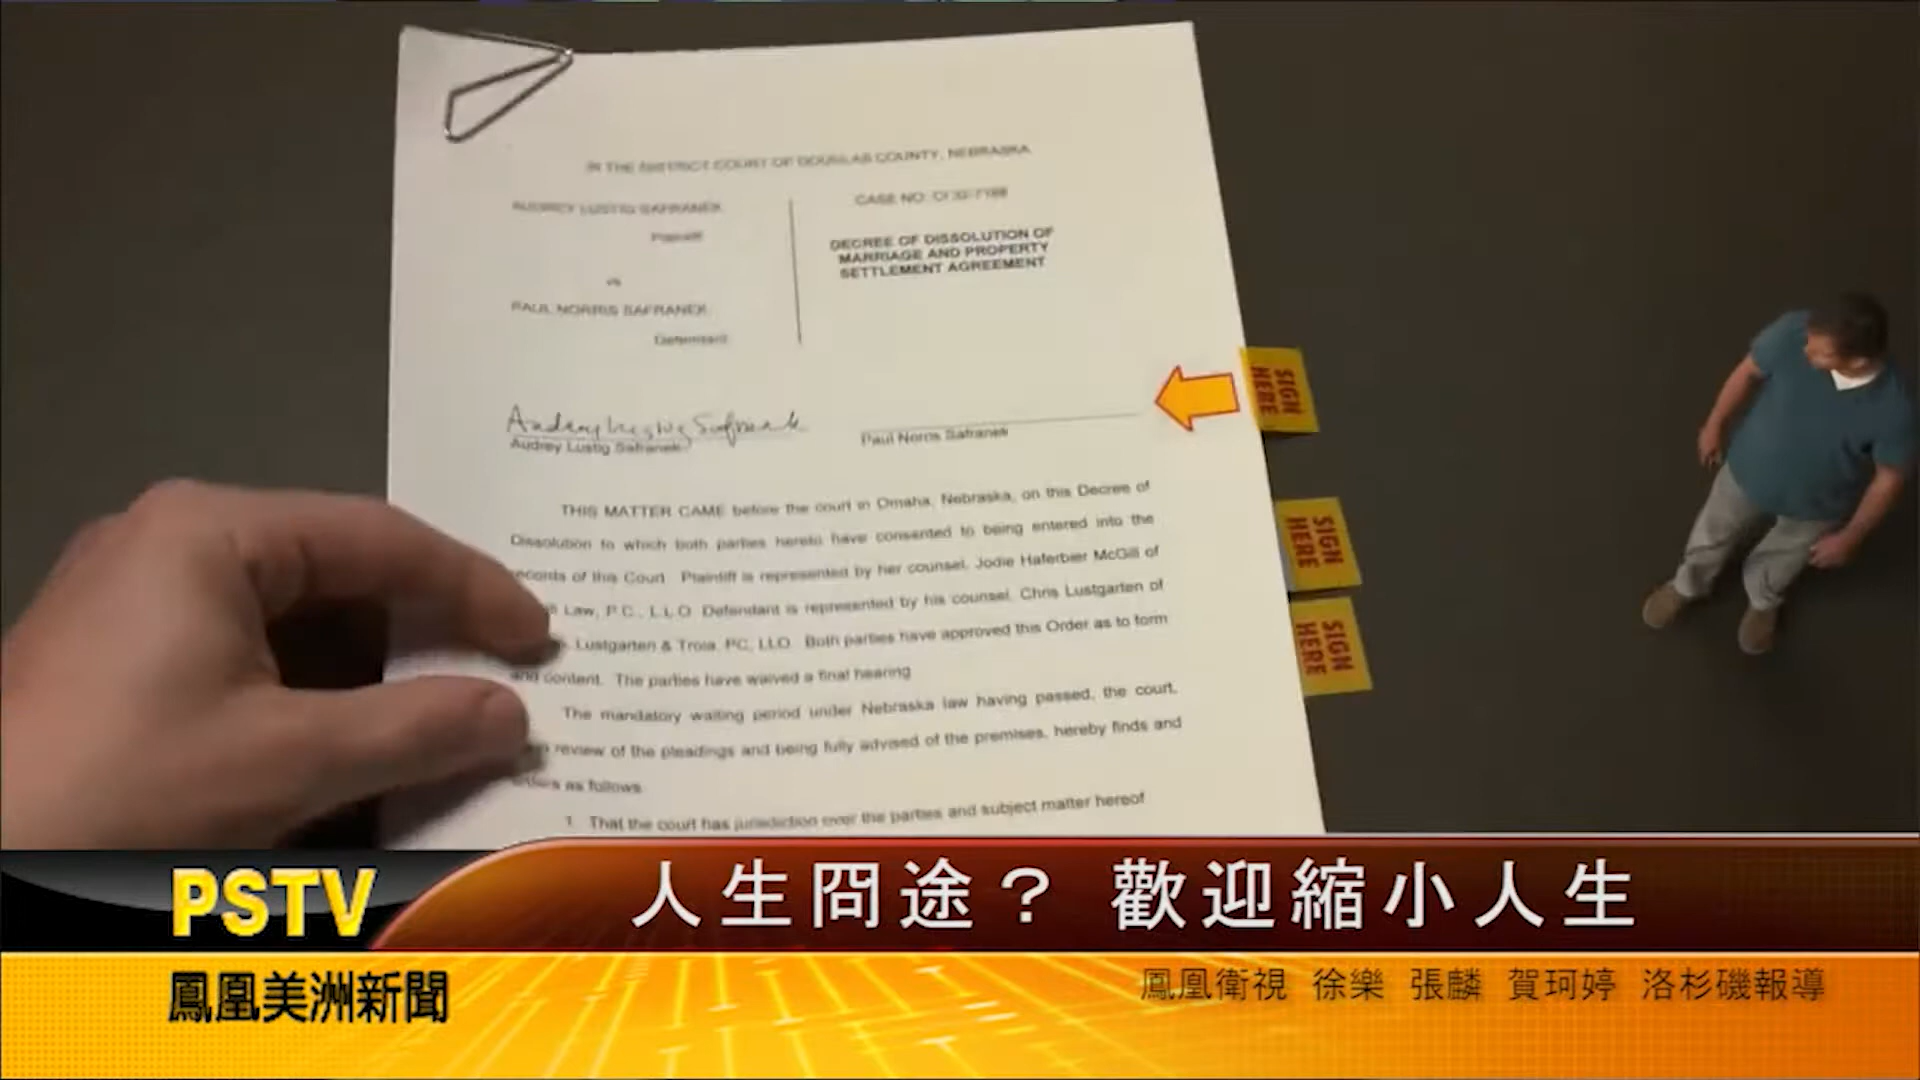 IN THE DISTRICT COURT OF DOUGLAS COUNTY, NEBRASKA
AUDREY LUSTIG SAFRANEK
Plaintiff
vs
PAUL NORRIS SAFRANEK
Defendant
CASE NO:
DECREE OF DISSOLUTION OF
MARRIAGE AND PROPERTY
SETTLEMENT AGREEMENT
SIGN HERE
Audrey Lustig Safranek
Audrey Lustig Safranek
Paul Norris Safranek
SIGN HERE
SIGN HERE
THIS MATTER CAME before the court in Omaha, Nebraska, on this Decree of
Dissolution to which both parties hereto have consented to being entered into the
records of this Court. Plaintiff is represented by her counsel, Jodie Haferbier McGill of
Law, P.C., L.L.O. Defendant is represented by his counsel, Chris Lustgarten of
Lustgarten & Troia, PC, LLO. Both parties have approved this Order as to form
and content. The parties have waived a final hearing
The mandatory waiting period under Nebraska law having passed, the court,
review of the pleadings and being fully advised of the premises, hereby finds and
orders as follows
1. That the court has jurisdiction over the parties and subject matter hereof
PSTV
人生冏途？ 歡迎縮小人生
鳳凰美洲新聞
鳳凰衛視 徐樂 張麟 賀珂婷 洛杉磯報導